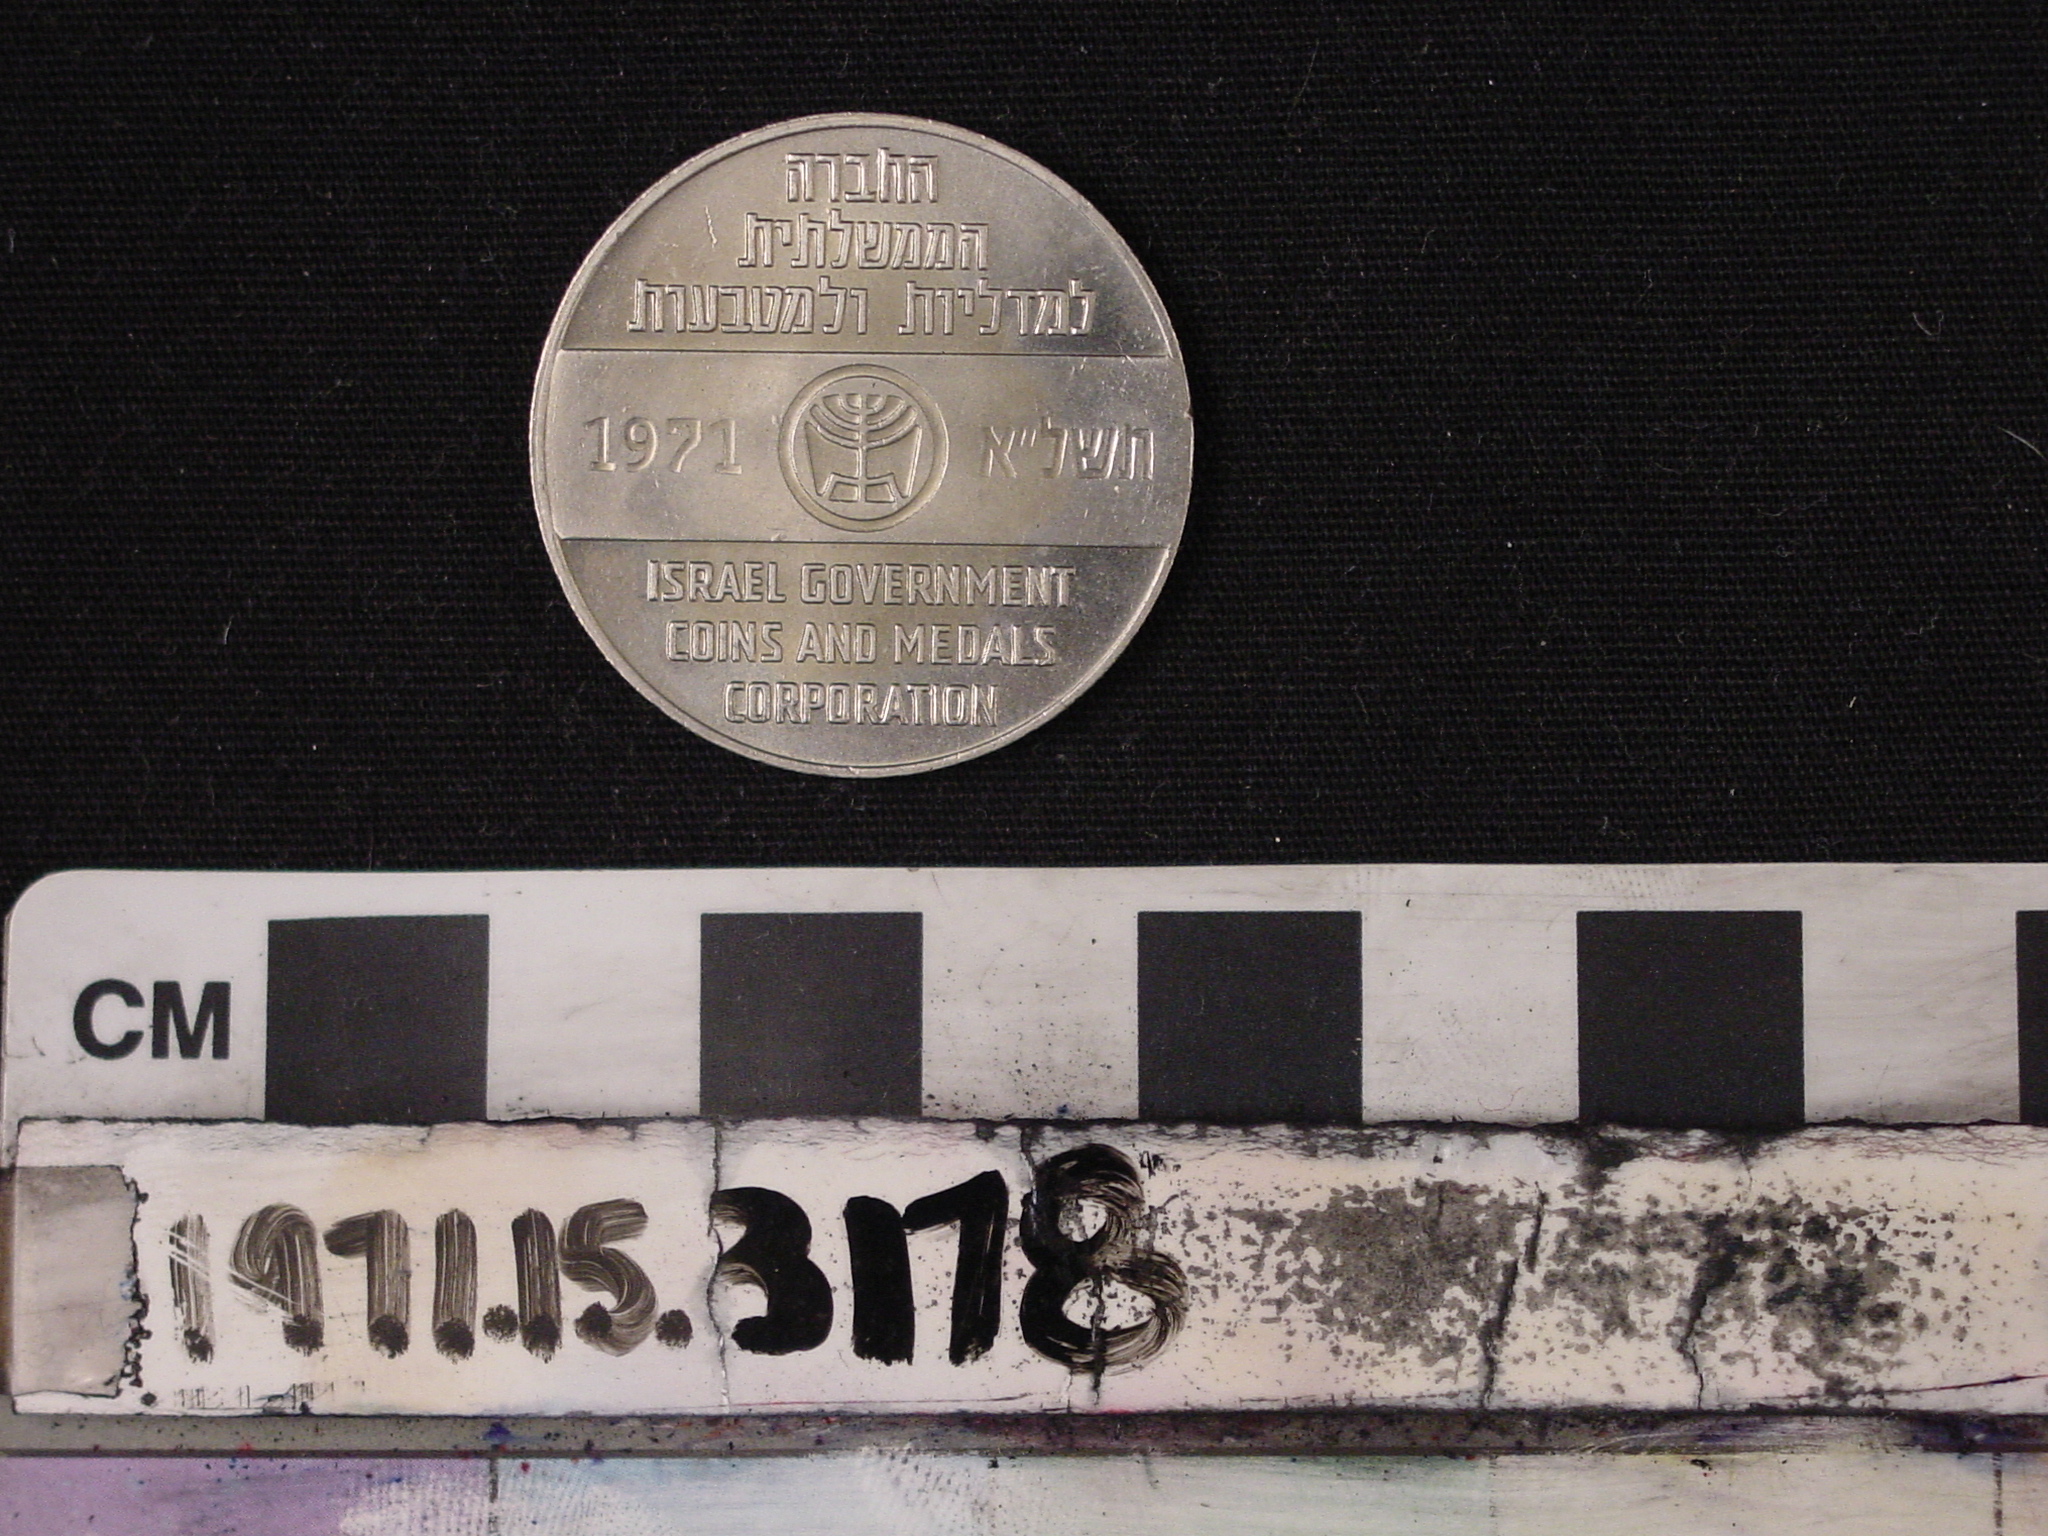 החברה
הממשלתית
למדליות ולמטבעות
1971 תשל״א
ISRAEL GOVERNMENT
COINS AND MEDALS
CORPORATION
CM
1971.15.3178